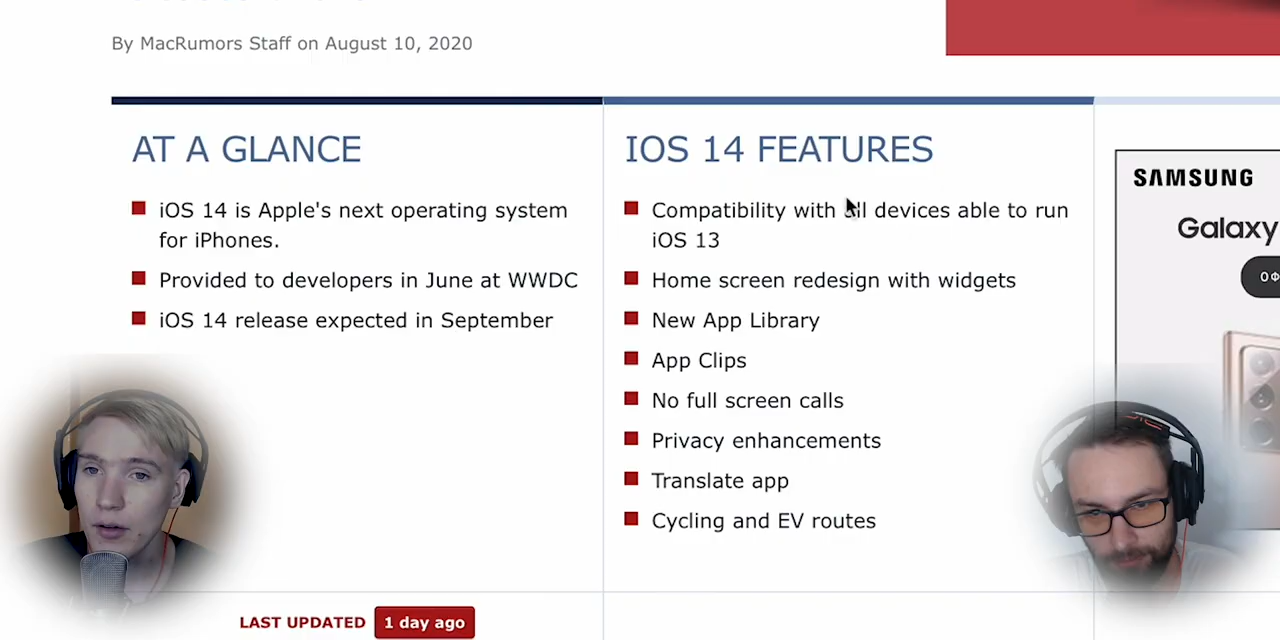 By MacRumors Staff on August 10, 2020
AT A GLANCE
iOS 14 is Apple's next operating system
for iPhones.
Provided to developers in June at WWDC
iOS 14 release expected in September
LAST UPDATED 1 day ago
IOS 14 FEATURES
Compatibility with all devices able to run
iOS 13
Home screen redesign with widgets
New App Library
App Clips
No full screen calls
Privacy enhancements
Translate app
Cycling and EV routes
SAMSUNG
Galaxy